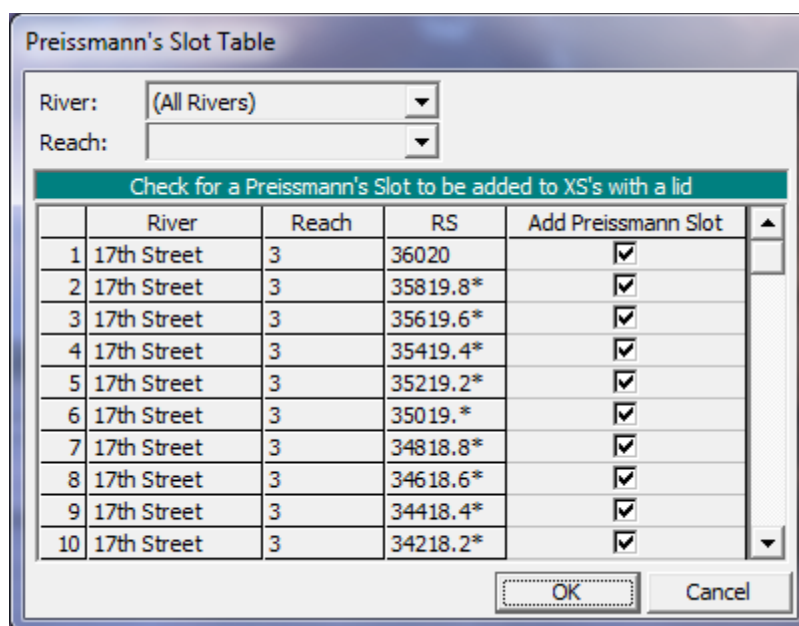 Preissmann's Slot Table
River: (All Rivers)
Reach:
Check for a Preissmann's Slot to be added to XS's with a lid
River Reach RS Add Preissmann Slot
1 17th Street 3 36020
2 17th Street 3 35819.8*
3 17th Street 3 35619.6*
4 17th Street 3 35419.4*
5 17th Street 3 35219.2*
6 17th Street 3 35019.*
7 17th Street 3 34818.8*
8 17th Street 3 34618.6*
9 17th Street 3 34418.4*
10 17th Street 3 34218.2*
OK Cancel